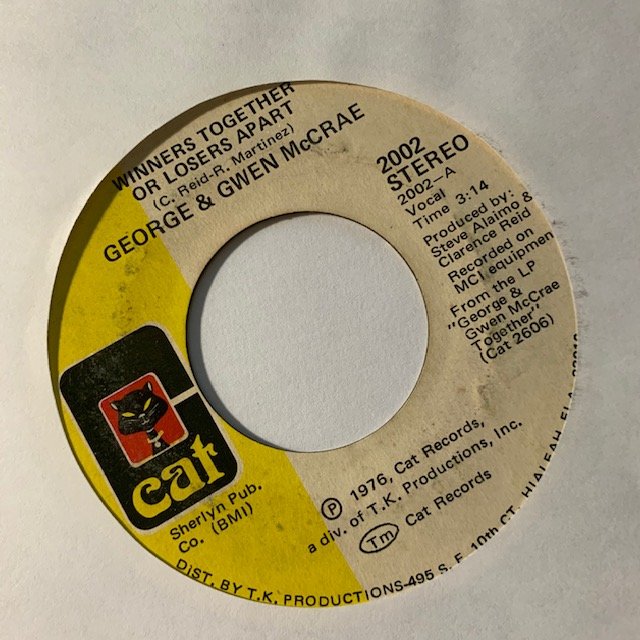 WINNERS TOGETHER
OR LOSERS APART
(C. Reid-R. Martinez)
GEORGE & GWEN McCRAE
2002
STEREO
2002-A
Vocal
Time 3:14
Produced by:
Steve Alaimo &
Clarence Reid
Recorded on
MCI equipmen
From the LP
"George &
Gwen McCrae
Together"
(Cat 2606)
cat
Sherlyn Pub.
Co. (BMI)
Ⓟ 1976, Cat Records,
a div. of T.K. Productions, Inc.
Tm Cat Records
DIST. BY T.K. PRODUCTIONS-495 S. E. 10th CT. HIALEAH, FLA.